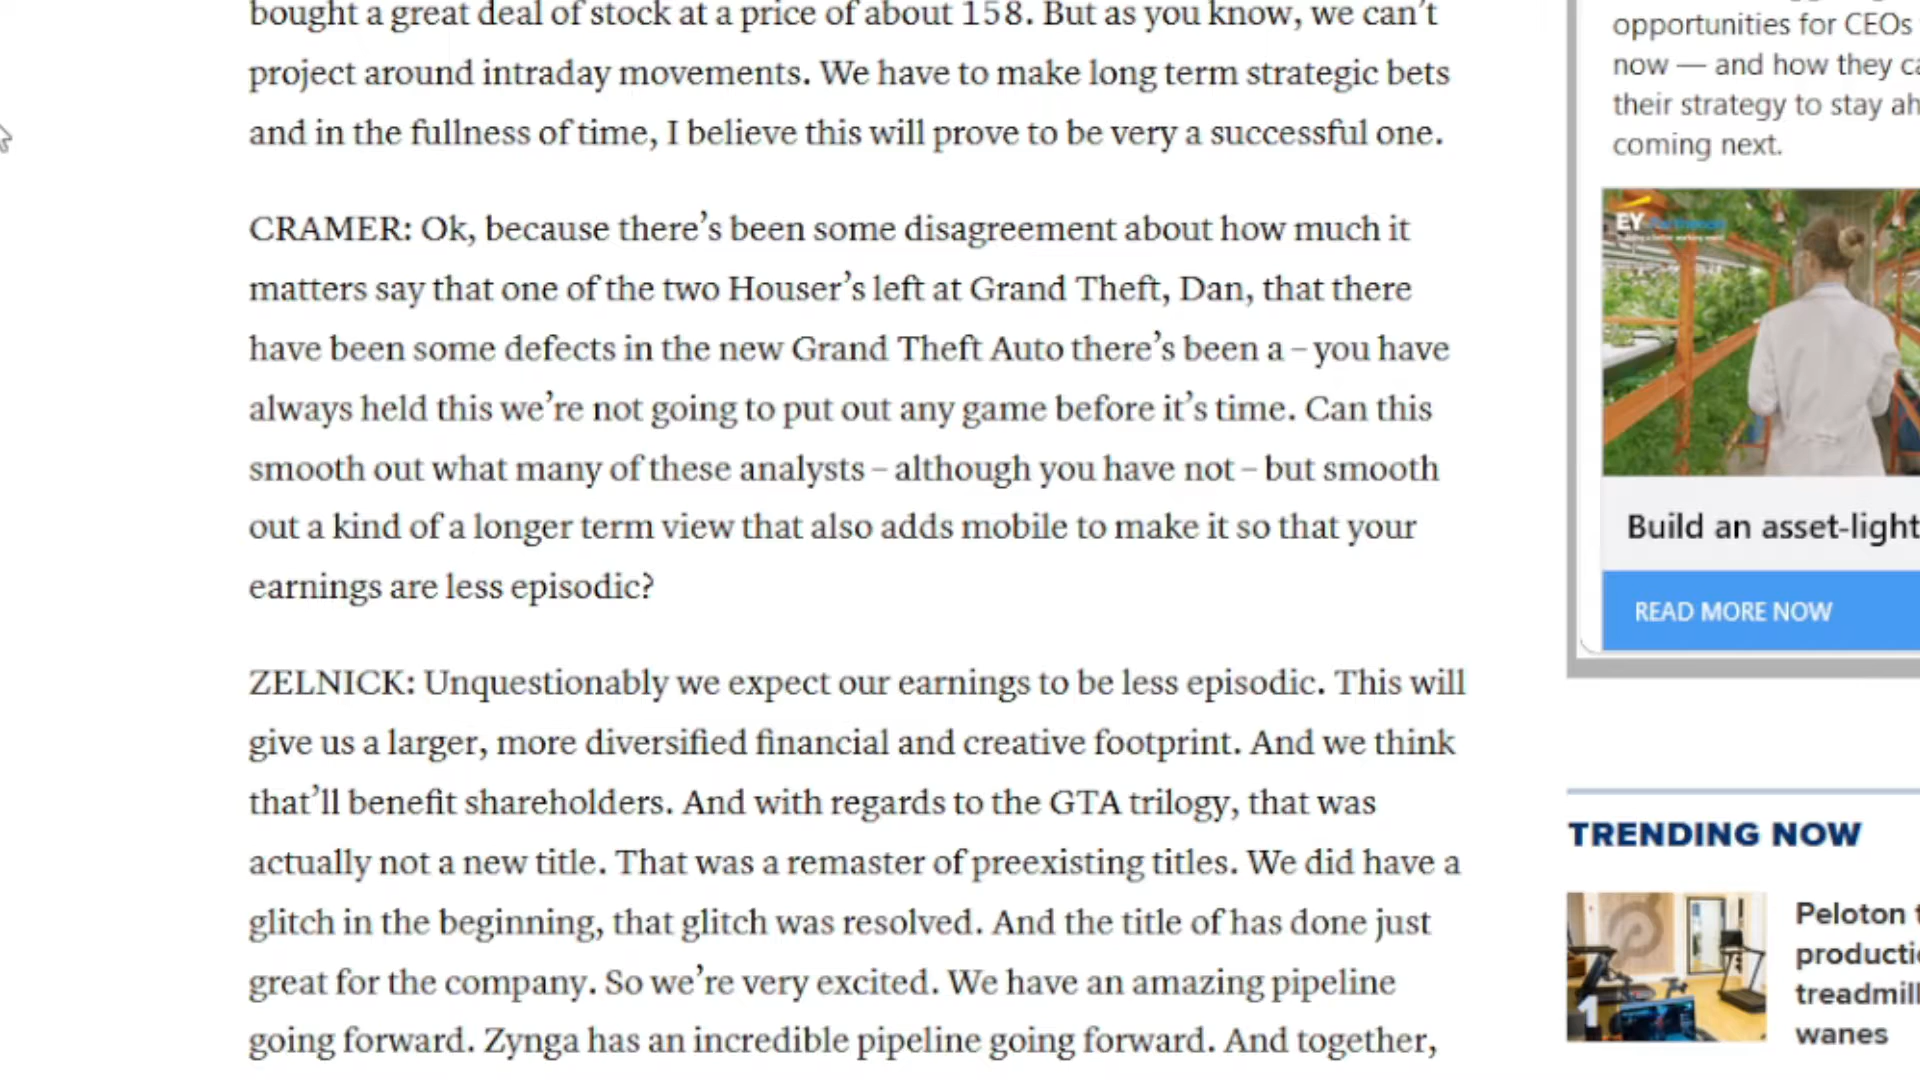 bought a great deal of stock at a price of about 158. But as you know, we can't
project around intraday movements. We have to make long term strategic bets
and in the fullness of time, I believe this will prove to be very a successful one.
CRAMER: Ok, because there's been some disagreement about how much it
matters say that one of the two Houser's left at Grand Theft, Dan, that there
have been some defects in the new Grand Theft Auto there's been a – you have
always held this we're not going to put out any game before it's time. Can this
smooth out what many of these analysts – although you have not – but smooth
out a kind of a longer term view that also adds mobile to make it so that your
earnings are less episodic?
ZELNICK: Unquestionably we expect our earnings to be less episodic. This will
give us a larger, more diversified financial and creative footprint. And we think
that'll benefit shareholders. And with regards to the GTA trilogy, that was
actually not a new title. That was a remaster of preexisting titles. We did have a
glitch in the beginning, that glitch was resolved. And the title of has done just
great for the company. So we're very excited. We have an amazing pipeline
going forward. Zynga has an incredible pipeline going forward. And together,
opportunities for CEOs
now — and how they ca
their strategy to stay ah
coming next.
EY
Build an asset-light
READ MORE NOW
TRENDING NOW
Peloton t
producti
treadmill
wanes